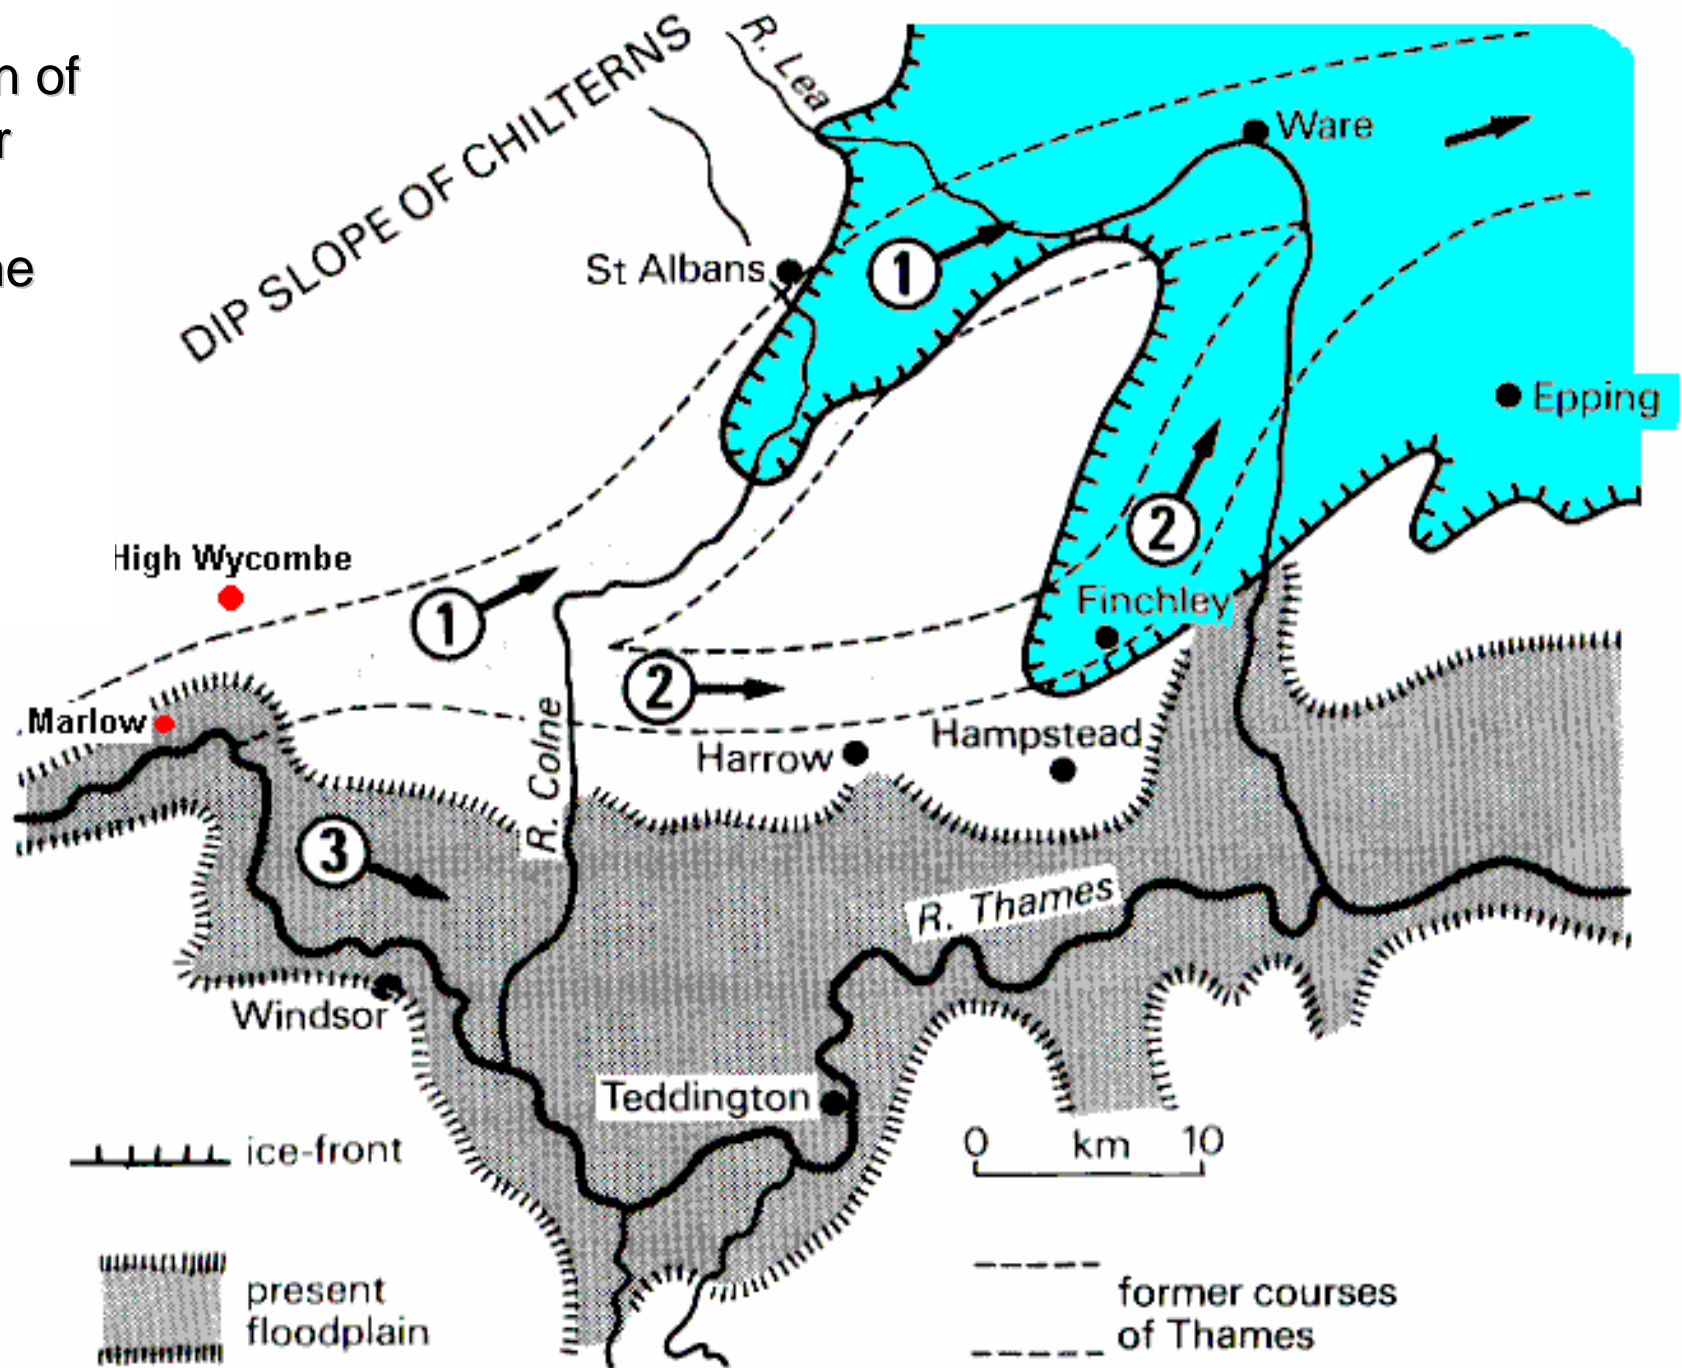 n of
r
ne
DIP SLOPE OF CHILTERNS
R. Lea
Ware
St Albans
1
Epping
2
High Wycombe
Finchley
1
2
Marlow
R. Colne
Harrow
Hampstead
3
R. Thames
Windsor
Teddington
ice-front
0 km 10
present
floodplain
former courses
of Thames